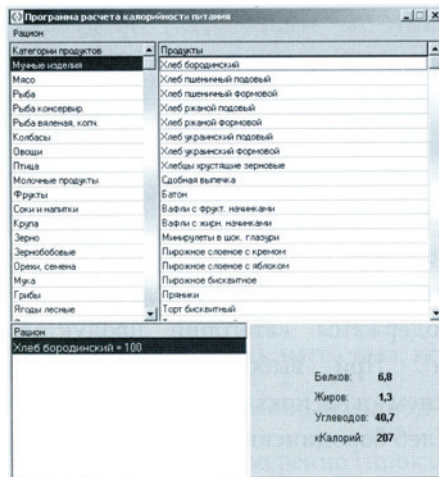 Программа расчета калорийности питания
Рацион
Категории продуктов
Мучные изделия
Мясо
Рыба
Рыба консервир.
Рыба вяленая, копч.
Колбасы
Овощи
Птица
Молочные продукты
Фрукты
Соки и напитки
Крупа
Зерно
Зернобобовые
Орехи, семена
Мука
Грибы
Ягоды лесные
Продукты
Хлеб бородинский
Хлеб пшеничный подовый
Хлеб пшеничный формовой
Хлеб ржаной подовый
Хлеб ржаной формовой
Хлеб украинский подовый
Хлеб украинский формовой
Хлебцы хрустящие зерновые
Сдобная выпечка
Батон
Вафли с фрукт. начинками
Вафли с жирн. начинками
Минирулеты в шок. глазури
Пирожное слоеное с кремом
Пирожное слоеное с яблоком
Пирожное бисквитное
Пряники
Торт бисквитный
Рацион
Хлеб бородинский = 100
Белков: 6,8
Жиров: 1,3
Углеводов: 40,7
кКалорий: 207